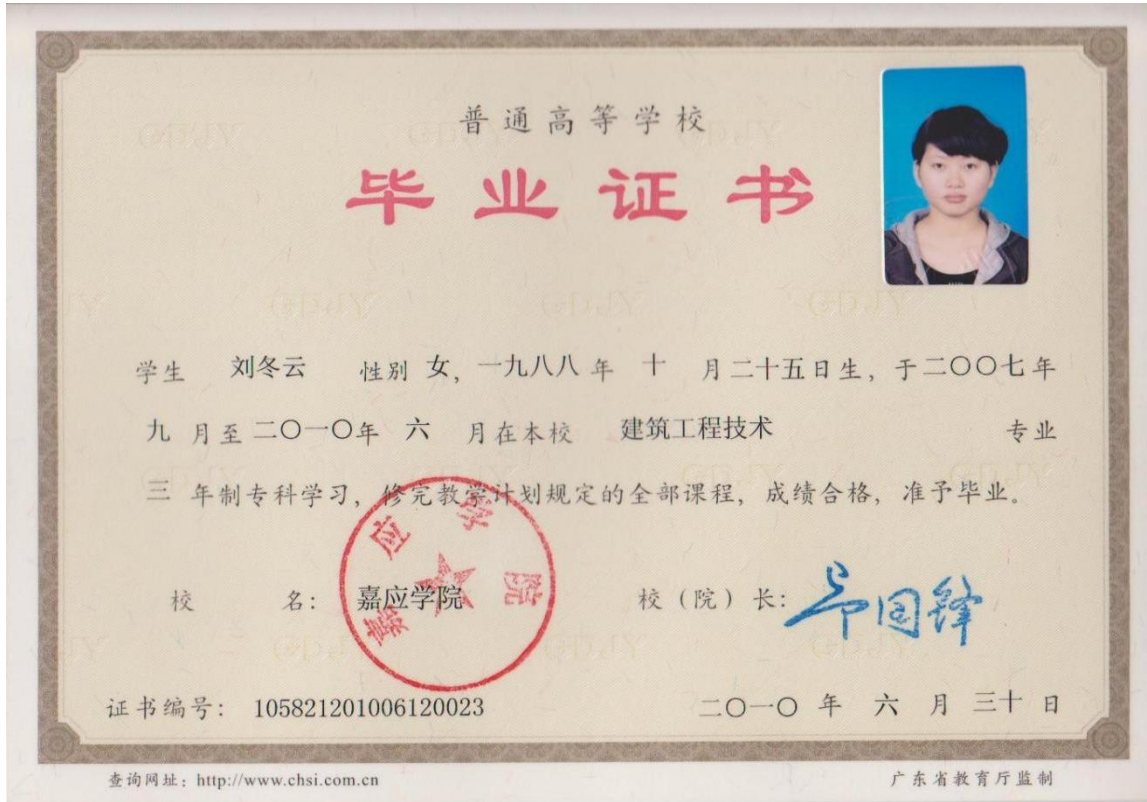 普通高等学校
毕业证书
学生 刘冬云 性别 女，一九八八 年 十 月二十五日生，于二〇〇七年
九 月至二〇一〇年 六 月在本校 建筑工程技术 专业
三 年制专科学习，修完教学计划规定的全部课程，成绩合格，准予毕业。
嘉应学院
校 名： 嘉应学院 校（院）长：
证书编号： 105821201006120023 二〇一〇 年 六 月 三十 日
查询网址：http://www.chsi.com.cn 广东省教育厅监制